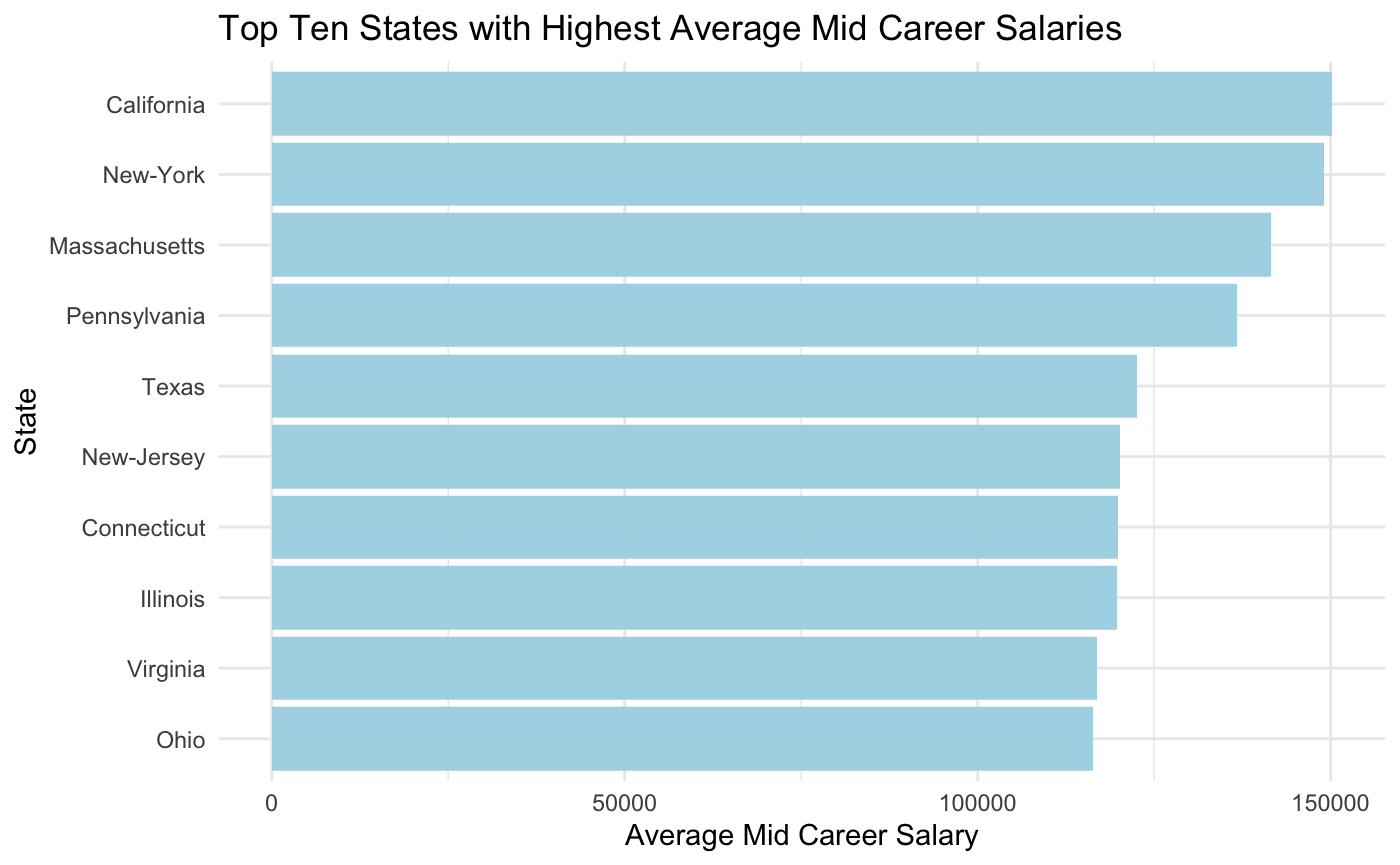 Top Ten States with Highest Average Mid Career Salaries
California
New-York
Massachusetts
Pennsylvania
Texas
New-Jersey
Connecticut
Illinois
Virginia
Ohio
State
0 50000 100000 150000
Average Mid Career Salary